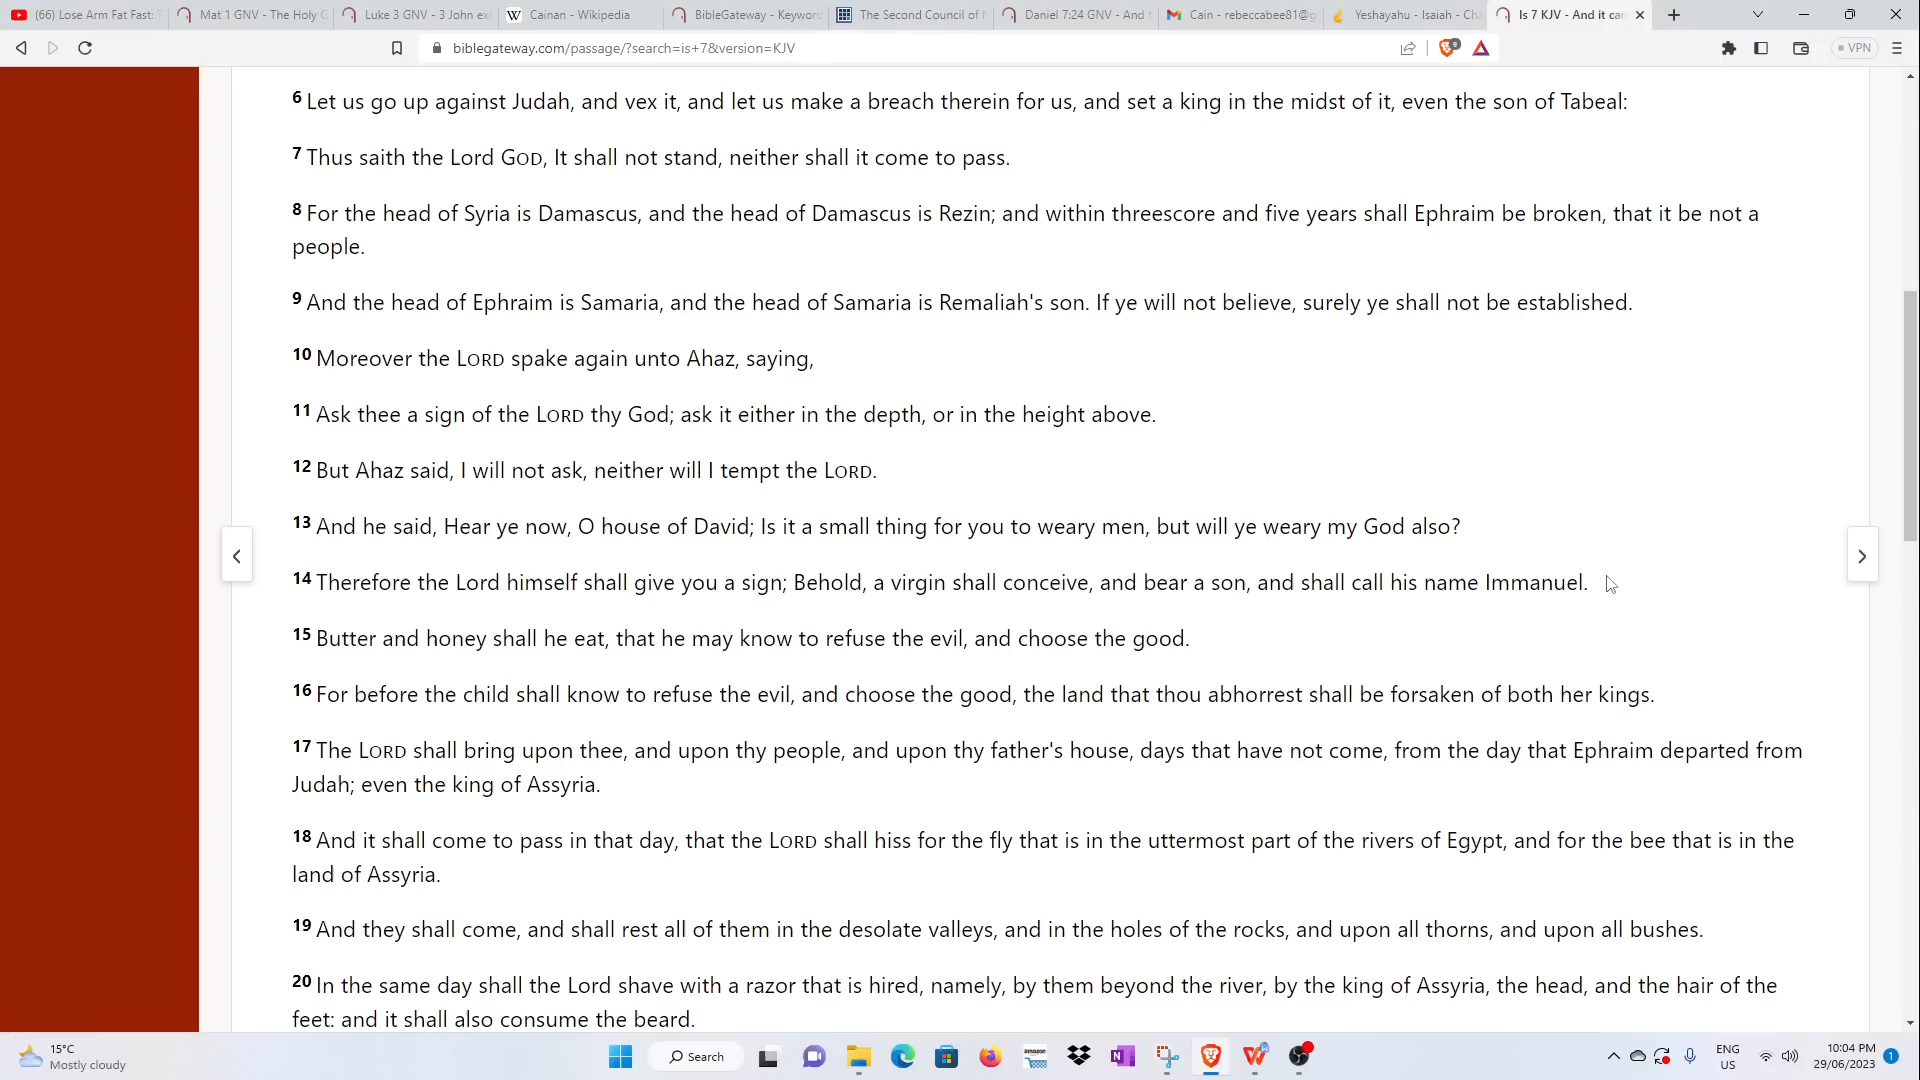 (66) Lose Arm Fat Fast: 7
Mat 1 GNV - The Holy G
Luke 3 GNV - 3 John ex
Cainan - Wikipedia
BibleGateway - Keyword
The Second Council of N
Daniel 7:24 GNV - And t
Cain - rebeccabee81@g
Yeshayahu - Isaiah - Cha
Is 7 KJV - And it can
biblegateway.com/passage/?search=is+7&version=KJV
VPN
6 Let us go up against Judah, and vex it, and let us make a breach therein for us, and set a king in the midst of it, even the son of Tabeal:
7 Thus saith the Lord GOD, It shall not stand, neither shall it come to pass.
8 For the head of Syria is Damascus, and the head of Damascus is Rezin; and within threescore and five years shall Ephraim be broken, that it be not a
people.
9 And the head of Ephraim is Samaria, and the head of Samaria is Remaliah's son. If ye will not believe, surely ye shall not be established.
10 Moreover the LORD spake again unto Ahaz, saying,
11 Ask thee a sign of the LORD thy God; ask it either in the depth, or in the height above.
12 But Ahaz said, I will not ask, neither will I tempt the LORD.
13 And he said, Hear ye now, O house of David; Is it a small thing for you to weary men, but will ye weary my God also?
14 Therefore the Lord himself shall give you a sign; Behold, a virgin shall conceive, and bear a son, and shall call his name Immanuel.
15 Butter and honey shall he eat, that he may know to refuse the evil, and choose the good.
16 For before the child shall know to refuse the evil, and choose the good, the land that thou abhorrest shall be forsaken of both her kings.
17 The LORD shall bring upon thee, and upon thy people, and upon thy father's house, days that have not come, from the day that Ephraim departed from
Judah; even the king of Assyria.
18 And it shall come to pass in that day, that the LORD shall hiss for the fly that is in the uttermost part of the rivers of Egypt, and for the bee that is in the
land of Assyria.
19 And they shall come, and shall rest all of them in the desolate valleys, and in the holes of the rocks, and upon all thorns, and upon all bushes.
20 In the same day shall the Lord shave with a razor that is hired, namely, by them beyond the river, by the king of Assyria, the head, and the hair of the
feet: and it shall also consume the beard.
15°C
Mostly cloudy
Search
amazon
ENG
US
10:04 PM
29/06/2023
1